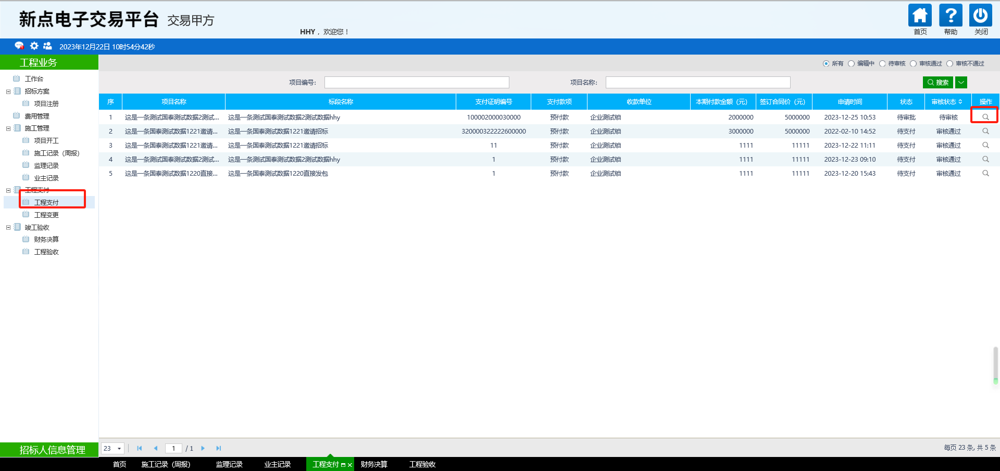 新点电子交易平台 交易甲方
HHY ，欢迎您！
首页 帮助 关闭
2023年12月22日 10时54分42秒
工程业务
工作台
招标方案
项目注册
费用管理
施工管理
项目开工
施工记录（周报）
监理记录
业主记录
工程支付
工程支付
工程变更
竣工验收
财务决算
工程验收
招标人信息管理
所有 编辑中 待审核 审核通过 审核不通过
项目编号： 项目名称： 搜索
序 项目名称 标段名称 支付证明编号 支付款项 收款单位 本期付款金额（元） 签订合同价（元） 申请时间 状态 审核状态 操作
1 这是一条测试国泰测试数据2测试... 这是一条测试国泰测试数据2测试数据hhy 100002000030000 预付款 企业测试锁 2000000 5000000 2023-12-25 10:53 待审批 待审核
2 这是一条国泰测试数据1221邀请... 这是一条国泰测试数据1221邀请招标 320000322222600000 预付款 企业测试锁 3000000 5000000 2022-02-10 14:52 待支付 审核通过
3 这是一条国泰测试数据1221邀请... 这是一条国泰测试数据1221邀请招标 11 预付款 企业测试锁 1111 11111 2023-12-22 11:11 待支付 审核通过
4 这是一条测试国泰测试数据2测试... 这是一条测试国泰测试数据2测试数据hhy 1 预付款 企业测试锁 1111 11111 2023-12-23 09:10 待支付 审核通过
5 这是一条国泰测试数据1220直接... 这是一条国泰测试数据1220直接发包 1 预付款 企业测试锁 1111 11111 2023-12-20 15:43 待支付 审核通过
23 1 / 1 每页 23 条, 共 5 条
首页 施工记录（周报） 监理记录 业主记录 工程支付 财务决算 工程验收